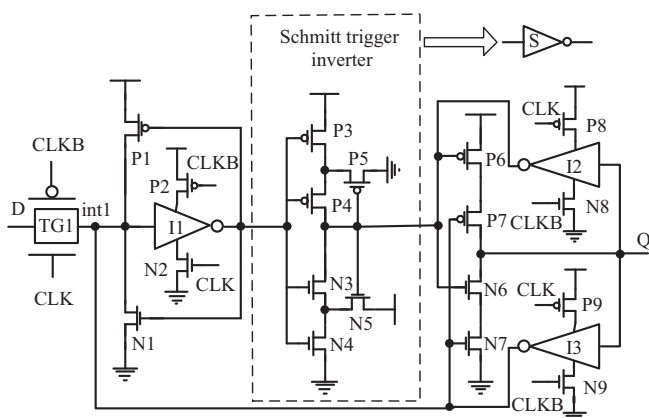 Schmitt trigger
inverter
S
CLKB
P1
P2
CLKB
D
TG1
int1
I1
CLK
N2
CLK
N1
P3
P5
P4
N3
N5
N4
CLK
P8
P6
I2
P7
N8
CLKB
Q
N6
CLK
P9
N7
I3
N9
CLKB